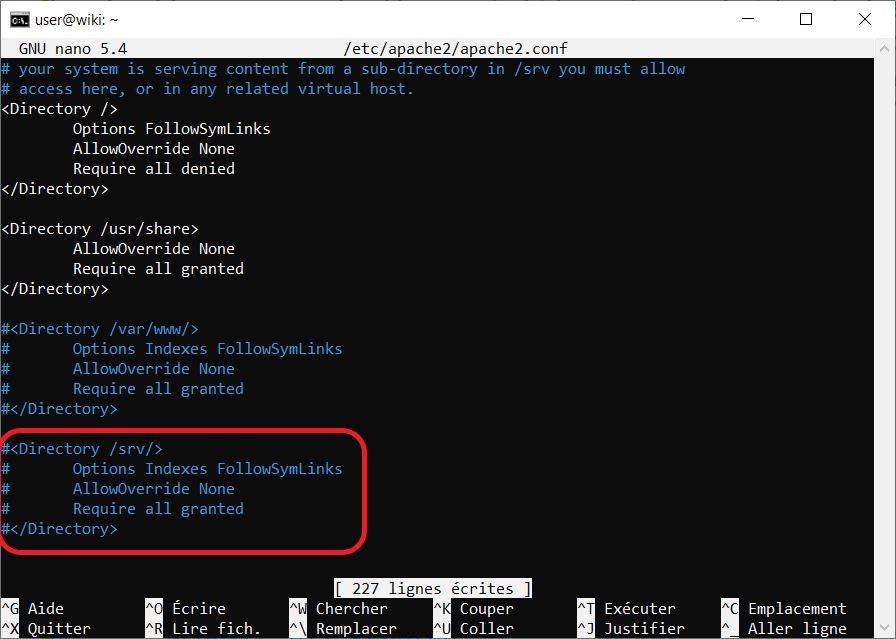 user@wiki: ~
GNU nano 5.4 /etc/apache2/apache2.conf
# your system is serving content from a sub-directory in /srv you must allow
# access here, or in any related virtual host.
<Directory />
        Options FollowSymLinks
        AllowOverride None
        Require all denied
</Directory>

<Directory /usr/share>
        AllowOverride None
        Require all granted
</Directory>

#<Directory /var/www/>
#       Options Indexes FollowSymLinks
#       AllowOverride None
#       Require all granted
#</Directory>

#<Directory /srv/>
#       Options Indexes FollowSymLinks
#       AllowOverride None
#       Require all granted
#</Directory>

[ 227 lignes écrites ]
^G Aide ^O Écrire ^W Chercher ^K Couper ^T Exécuter ^C Emplacement
^X Quitter ^R Lire fich. ^\ Remplacer ^U Coller ^J Justifier ^_ Aller ligne